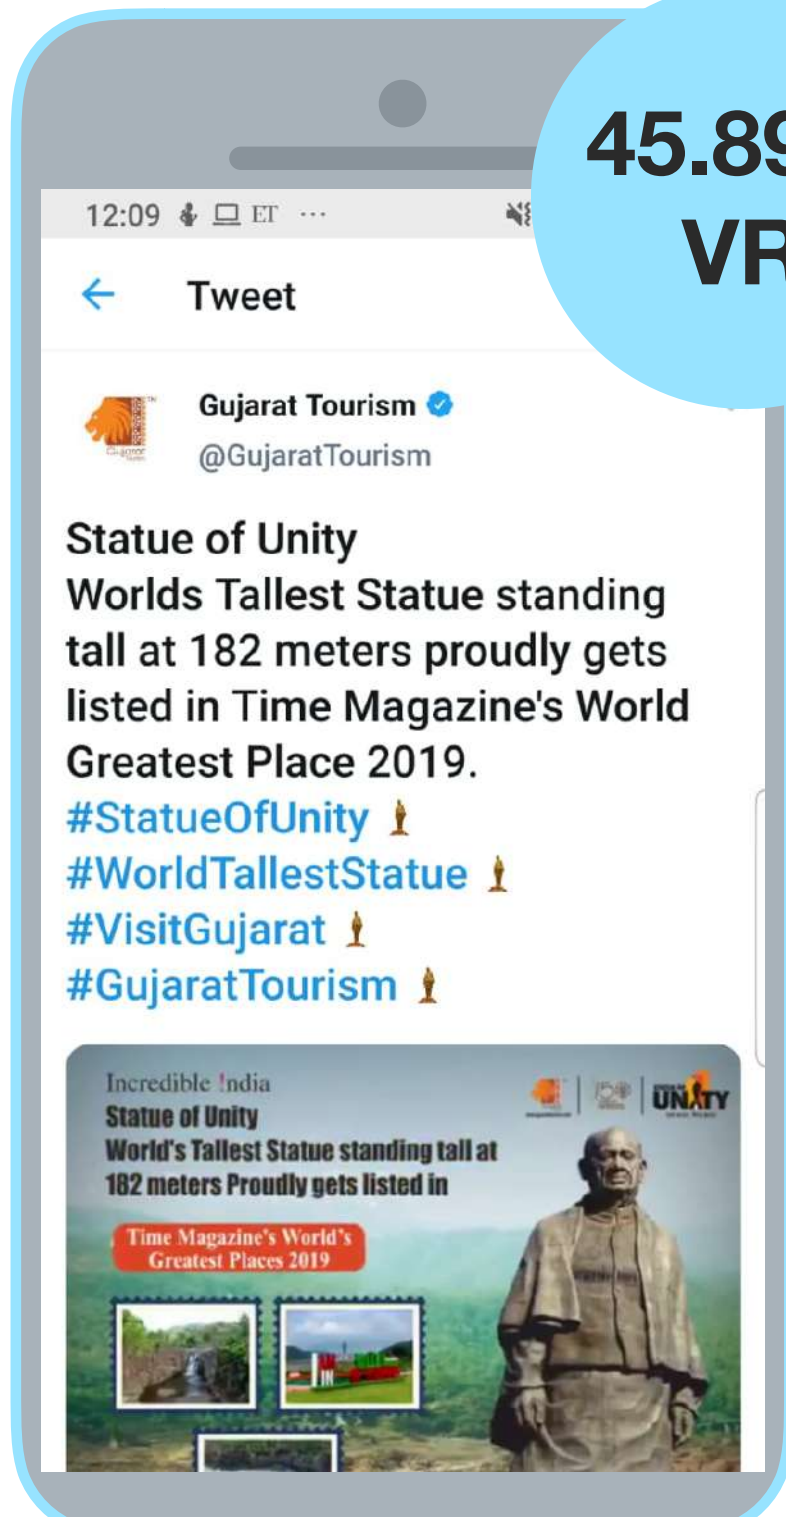 45.89
VR
12:09 ET ...
Tweet
Gujarat Tourism
@GujaratTourism
Statue of Unity
Worlds Tallest Statue standing
tall at 182 meters proudly gets
listed in Time Magazine's World
Greatest Place 2019.
#StatueOfUnity
#WorldTallestStatue
#VisitGujarat
#GujaratTourism
Incredible !ndia
UNITY
Statue of Unity
World's Tallest Statue standing tall at
182 meters Proudly gets listed in
Time Magazine's World's
Greatest Places 2019